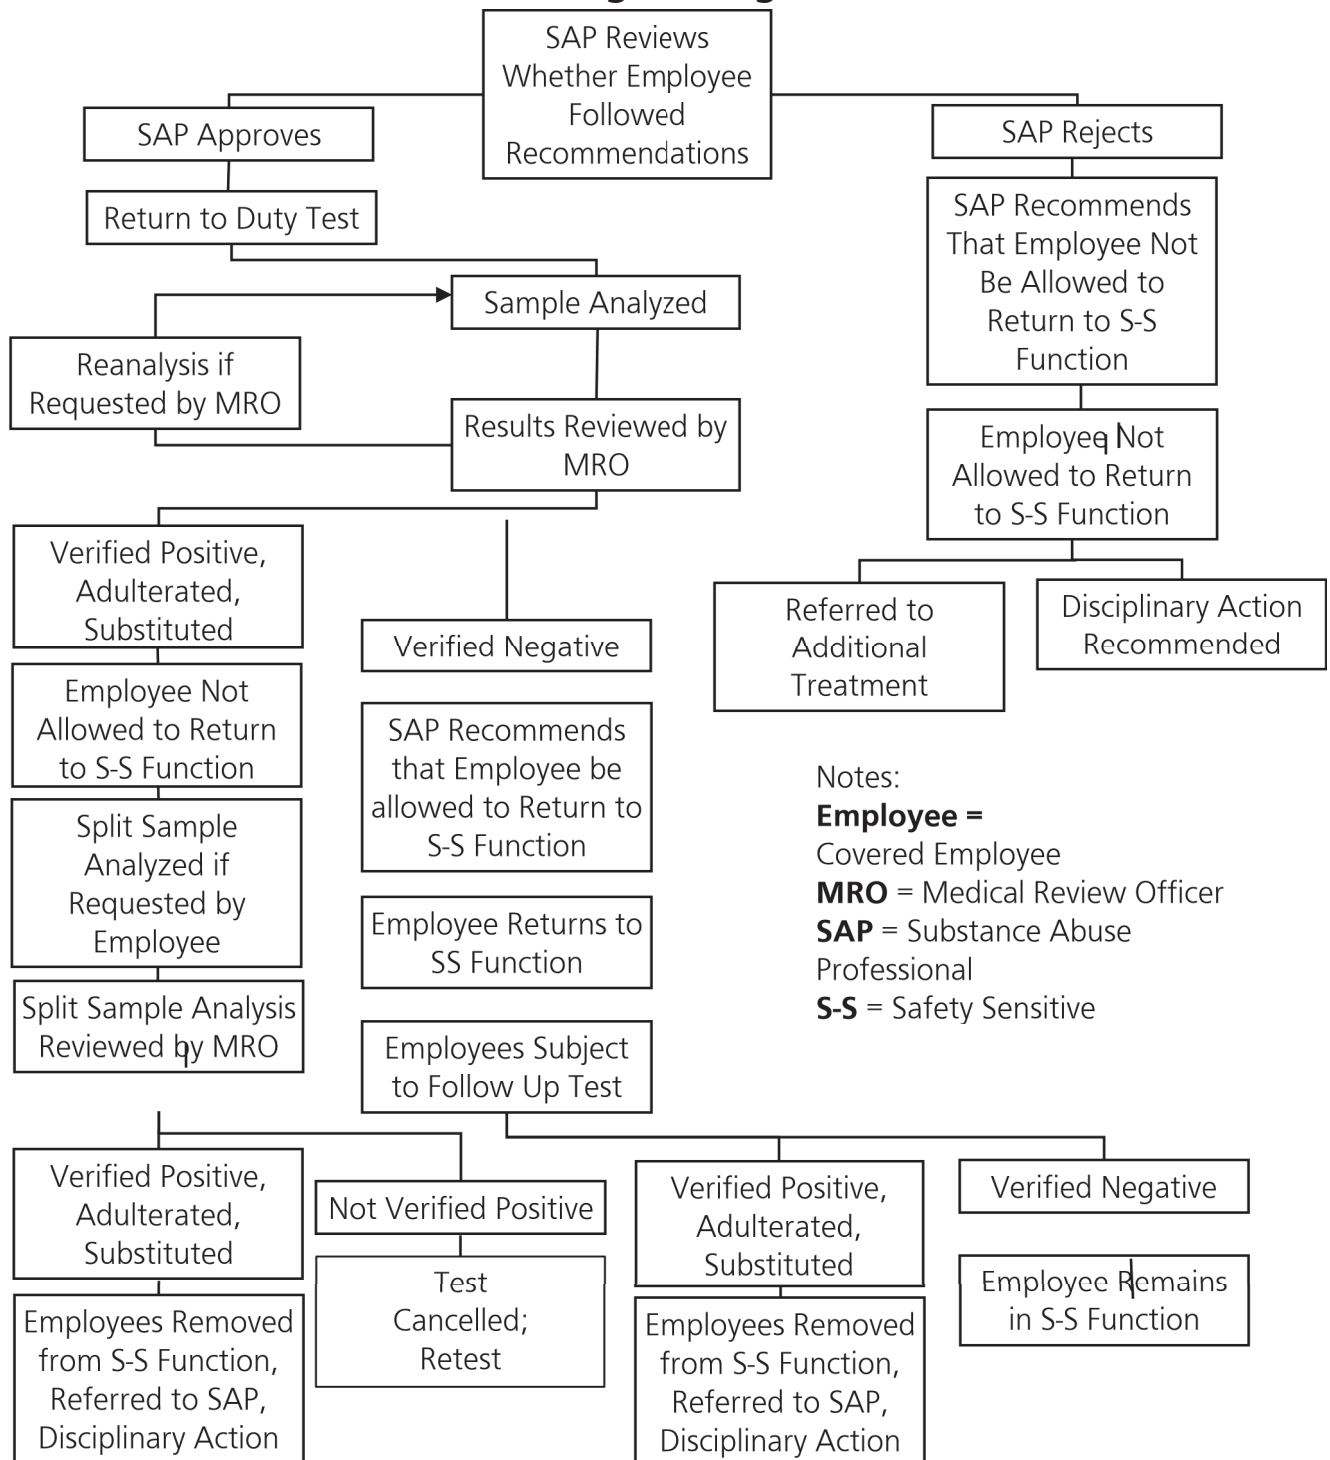 SAP Reviews
Whether Employee
Followed
Recommendations
SAP Approves
SAP Rejects
Return to Duty Test
SAP Recommends
That Employee Not
Be Allowed to
Return to S-S
Function
Sample Analyzed
Reanalysis if
Requested by MRO
Results Reviewed by
MRO
Employee Not
Allowed to Return
to S-S Function
Verified Positive,
Adulterated,
Substituted
Verified Negative
Referred to
Additional
Treatment
Disciplinary Action
Recommended
Employee Not
Allowed to Return
to S-S Function
SAP Recommends
that Employee be
allowed to Return to
S-S Function
Split Sample
Analyzed if
Requested by
Employee
Employee Returns to
SS Function
Notes:
Employee =
Covered Employee
MRO = Medical Review Officer
SAP = Substance Abuse
Professional
S-S = Safety Sensitive
Split Sample Analysis
Reviewed by MRO
Employees Subject
to Follow Up Test
Verified Positive,
Adulterated,
Substituted
Not Verified Positive
Verified Positive,
Adulterated,
Substituted
Verified Negative
Employees Removed
from S-S Function,
Referred to SAP,
Disciplinary Action
Test
Cancelled;
Retest
Employees Removed
from S-S Function,
Referred to SAP,
Disciplinary Action
Employee Remains
in S-S Function